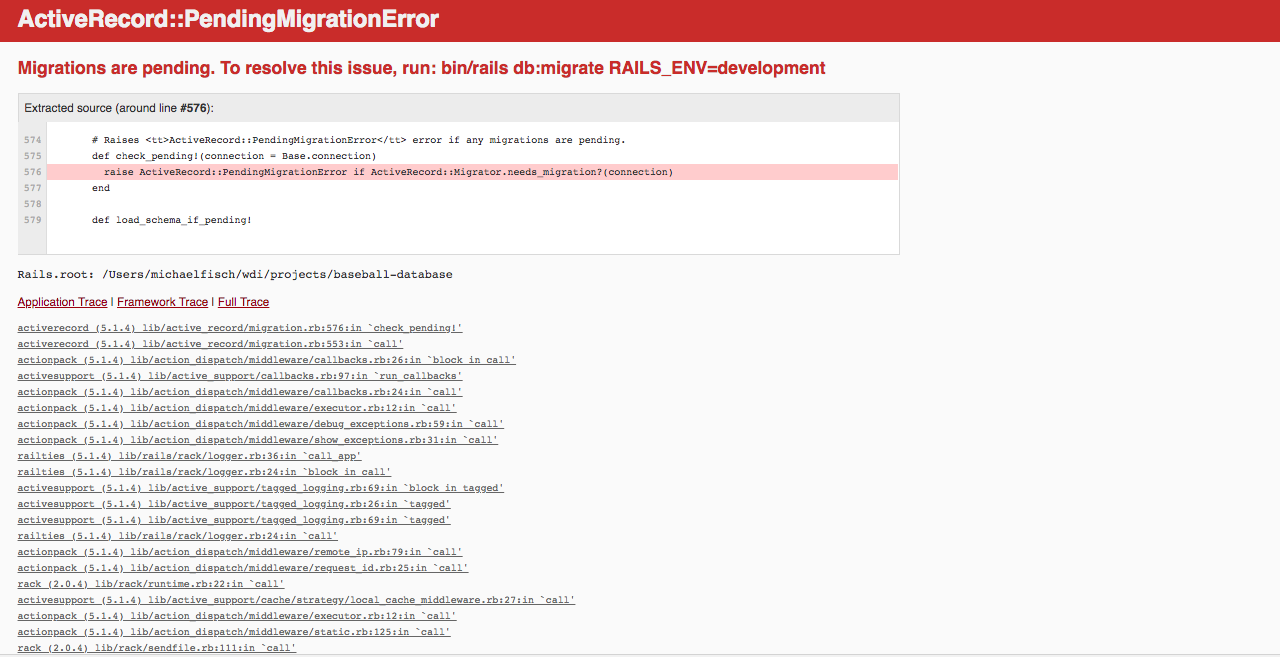 ActiveRecord::PendingMigrationError
Migrations are pending. To resolve this issue, run: bin/rails db:migrate RAILS_ENV=development
Extracted source (around line #576):
574 # Raises <tt>ActiveRecord::PendingMigrationError</tt> error if any migrations are pending.
575 def check_pending!(connection = Base.connection)
576 raise ActiveRecord::PendingMigrationError if ActiveRecord::Migrator.needs_migration?(connection)
577 end
578
579 def load_schema_if_pending!
Rails.root: /Users/michaelfisch/wdi/projects/baseball-database
Application Trace | Framework Trace | Full Trace
activerecord (5.1.4) lib/active_record/migration.rb:576:in `check_pending!'
activerecord (5.1.4) lib/active_record/migration.rb:553:in `call'
actionpack (5.1.4) lib/action_dispatch/middleware/callbacks.rb:26:in `block in call'
activesupport (5.1.4) lib/active_support/callbacks.rb:97:in `run_callbacks'
actionpack (5.1.4) lib/action_dispatch/middleware/callbacks.rb:24:in `call'
actionpack (5.1.4) lib/action_dispatch/middleware/executor.rb:12:in `call'
actionpack (5.1.4) lib/action_dispatch/middleware/debug_exceptions.rb:59:in `call'
actionpack (5.1.4) lib/action_dispatch/middleware/show_exceptions.rb:31:in `call'
railties (5.1.4) lib/rails/rack/logger.rb:36:in `call_app'
railties (5.1.4) lib/rails/rack/logger.rb:24:in `block in call'
activesupport (5.1.4) lib/active_support/tagged_logging.rb:69:in `block in tagged'
activesupport (5.1.4) lib/active_support/tagged_logging.rb:26:in `tagged'
activesupport (5.1.4) lib/active_support/tagged_logging.rb:69:in `tagged'
railties (5.1.4) lib/rails/rack/logger.rb:24:in `call'
actionpack (5.1.4) lib/action_dispatch/middleware/remote_ip.rb:79:in `call'
actionpack (5.1.4) lib/action_dispatch/middleware/request_id.rb:25:in `call'
rack (2.0.4) lib/rack/runtime.rb:22:in `call'
activesupport (5.1.4) lib/active_support/cache/strategy/local_cache_middleware.rb:27:in `call'
actionpack (5.1.4) lib/action_dispatch/middleware/executor.rb:12:in `call'
actionpack (5.1.4) lib/action_dispatch/middleware/static.rb:125:in `call'
rack (2.0.4) lib/rack/sendfile.rb:111:in `call'